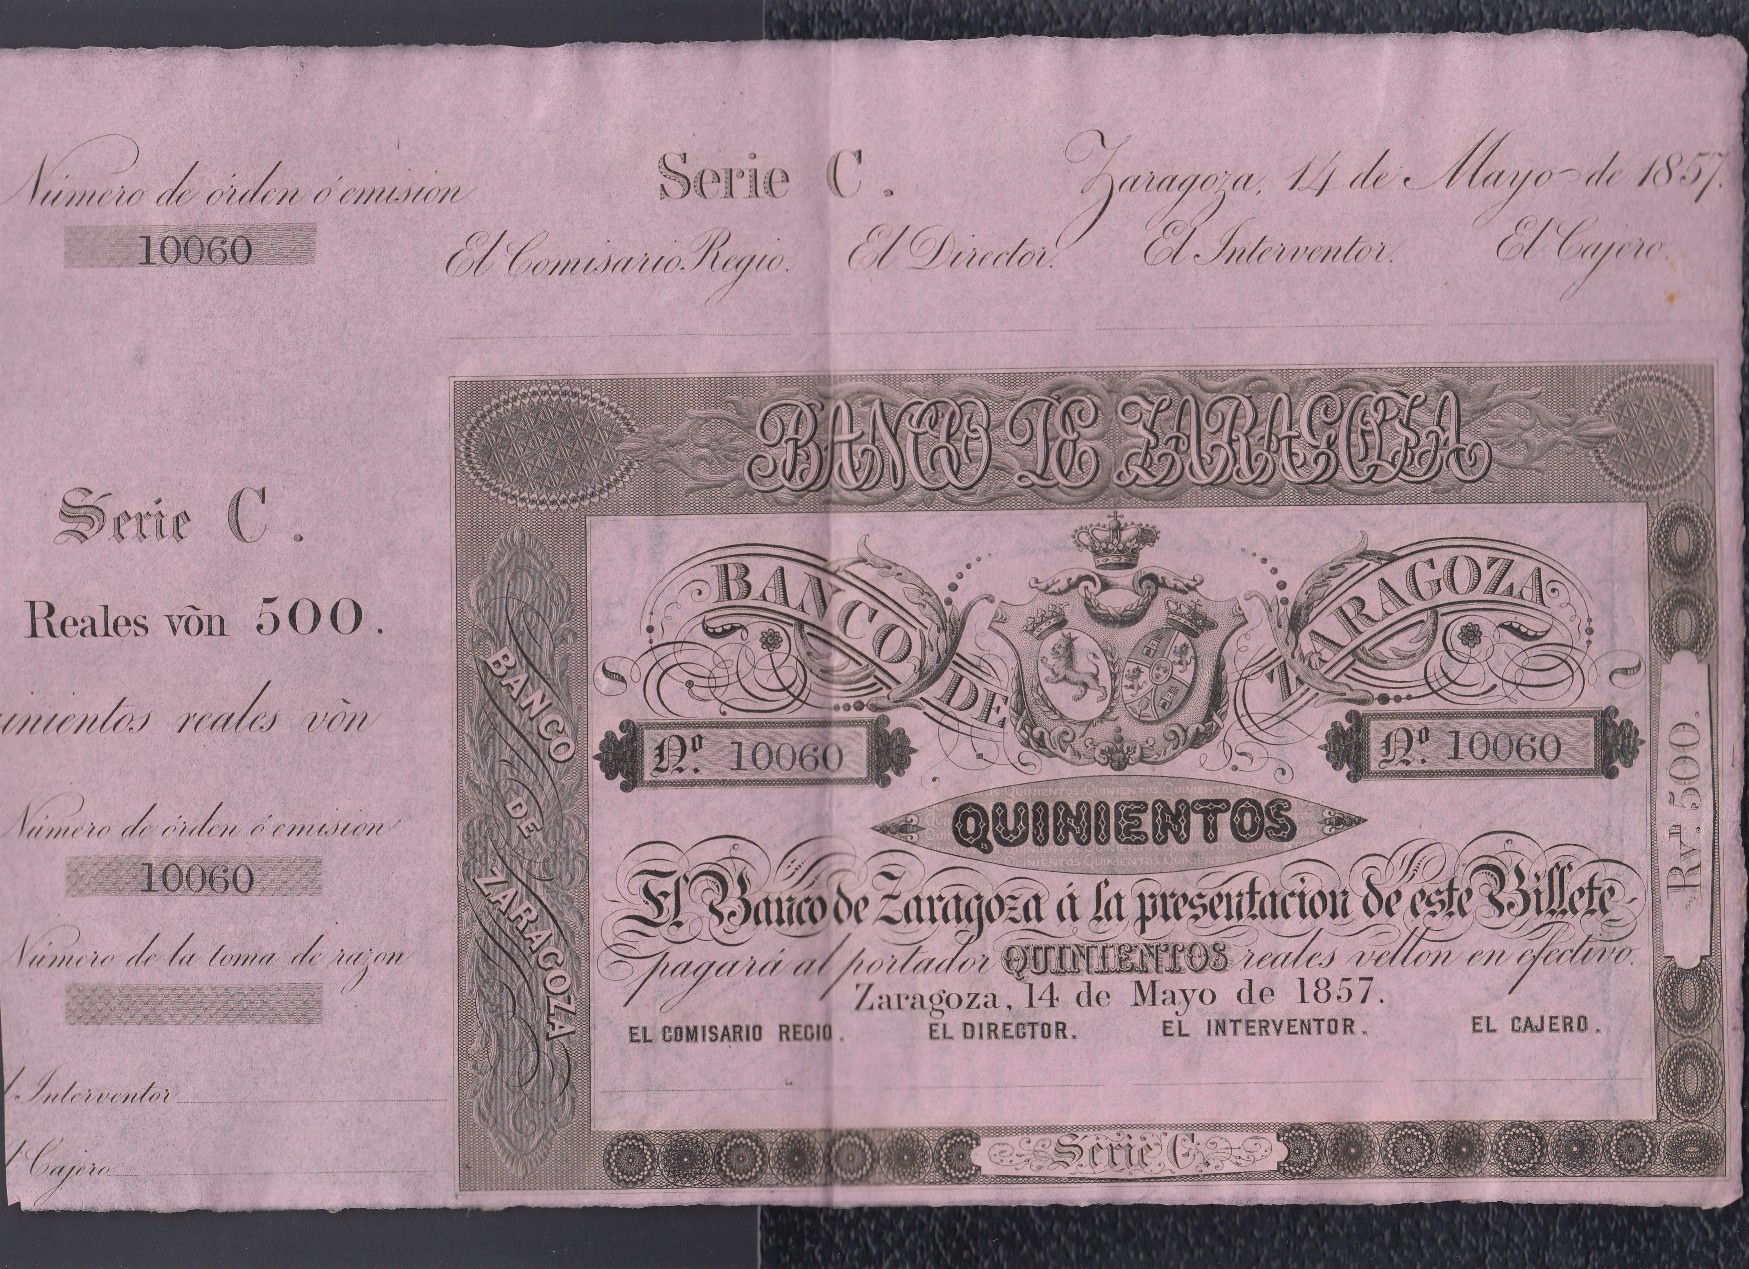 Número de órden ó emision
10060
Serie C.
Zaragoza, 14 de Mayo de 1857.
El Comisario Regio. El Director. El Interventor. El Cajero.
Serie C.
Reales vōn 500.
reales vōn
Número de órden ó emision
10060
Número de la toma de razon
Interventor
Cajero
BANCO DE ZARAGOZA
BANCO DE ZARAGOZA
BANCO DE ZARAGOZA
Nº. 10060
Nº. 10060
QUINIENTOS
El Banco de Zaragoza á la presentacion de este Billete
pagará al portador QUINIENTOS reales vellon en efectivo.
Zaragoza, 14 de Mayo de 1857.
EL COMISARIO REGIO. EL DIRECTOR. EL INTERVENTOR. EL CAJERO.
Rvⁿ 500.
Serie C.